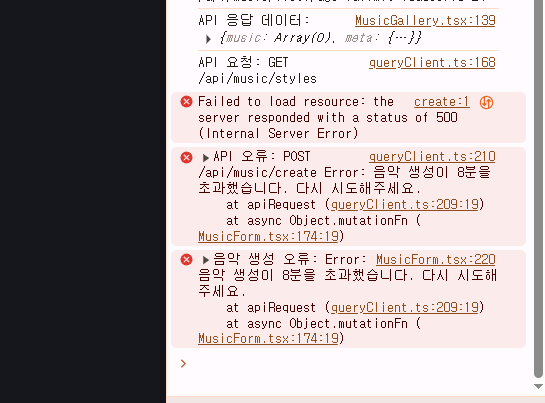 API 응답 데이터: MusicGallery.tsx:139
{music: Array(0), meta: {…}}
API 요청: GET queryClient.ts:168
/api/music/styles
Failed to load resource: the create:1
server responded with a status of 500
(Internal Server Error)
API 오류: POST queryClient.ts:210
/api/music/create Error: 음악 생성이 8분을
초과했습니다. 다시 시도해주세요.
at apiRequest (queryClient.ts:209:19)
at async Object.mutationFn (
MusicForm.tsx:174:19)
음악 생성 오류: Error: MusicForm.tsx:220
음악 생성이 8분을 초과했습니다. 다시 시도해
주세요.
at apiRequest (queryClient.ts:209:19)
at async Object.mutationFn (
MusicForm.tsx:174:19)